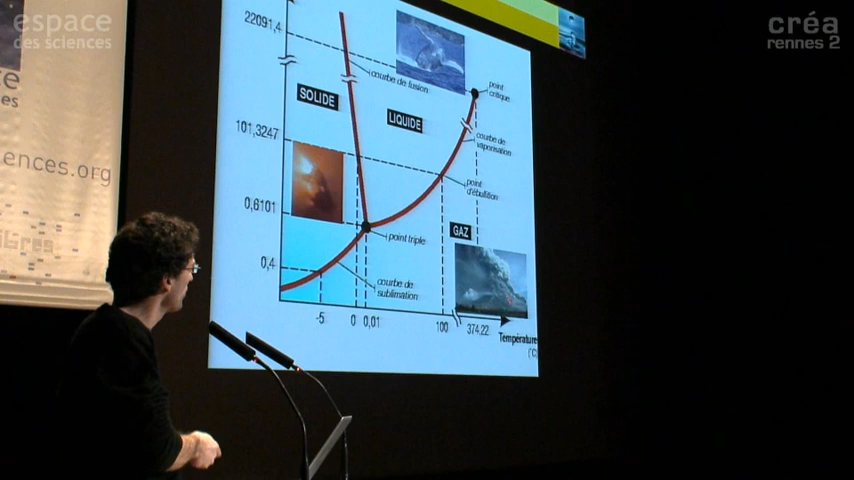 espace
des sciences
créa
rennes 2
ences.org
22091,4
101,3247
0,6101
0,4
SOLIDE
LIQUIDE
GAZ
courbe de fusion
point
critique
courbe de
vaporisation
point
d'ébullition
point triple
courbe de
sublimation
-5
0
0,01
100
374,22
Température
(°C)